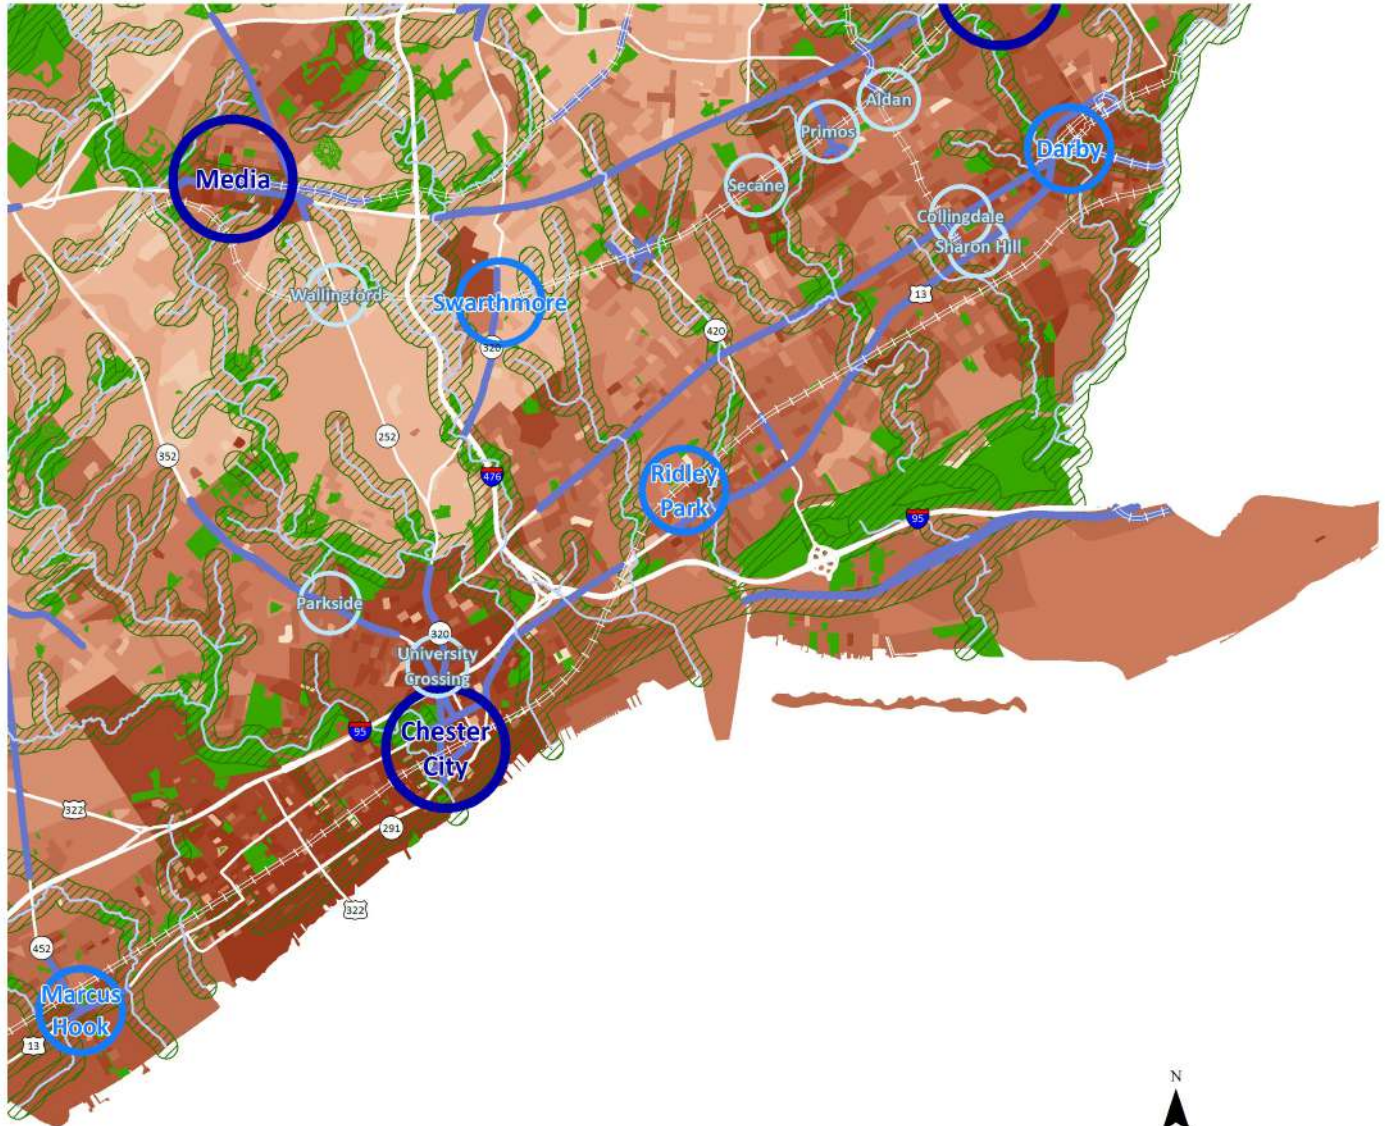 Aldan
Primos
Darby
Media
Secane
Collingdale
Sharon Hill
Wallingford
Swarthmore
13
320
420
252
352
476
Ridley
Park
95
Parkside
320
University
Crossing
95
Chester
City
322
291
322
452
Marcus
Hook
13
N